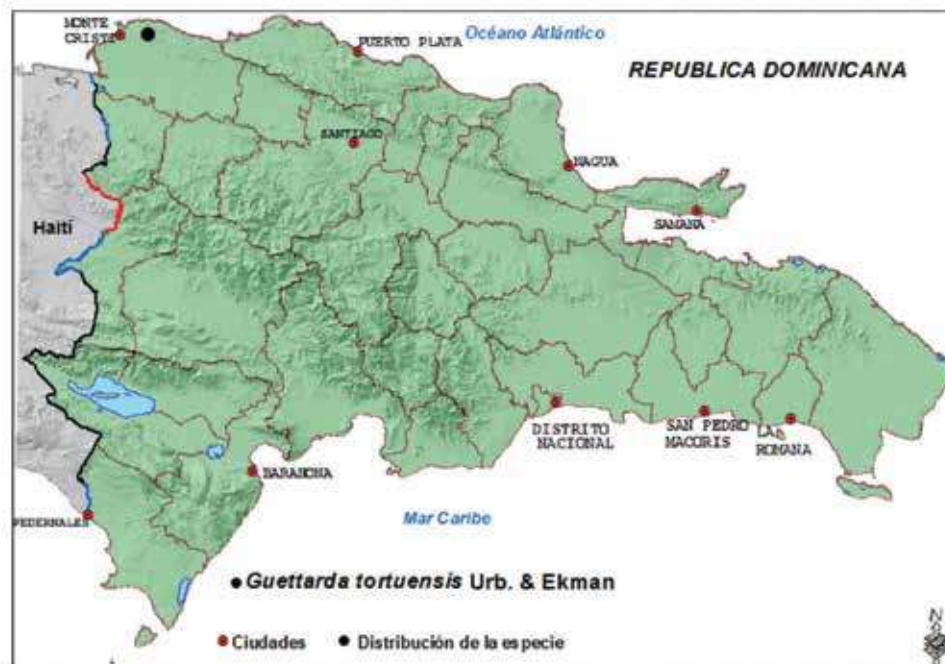 MONTE
CRISTI
PUERTO PLATA
Océano Atlántico
REPUBLICA DOMINICANA
SANTIAGO
NAGUA
SAMANA
Haití
DISTRITO
NACIONAL
SAN PEDRO
MACORIS
LA
ROMANA
BARAHONA
PEDERNALES
Mar Caribe
Guettarda tortuensis Urb. & Ekman
Ciudades
Distribución de la especie